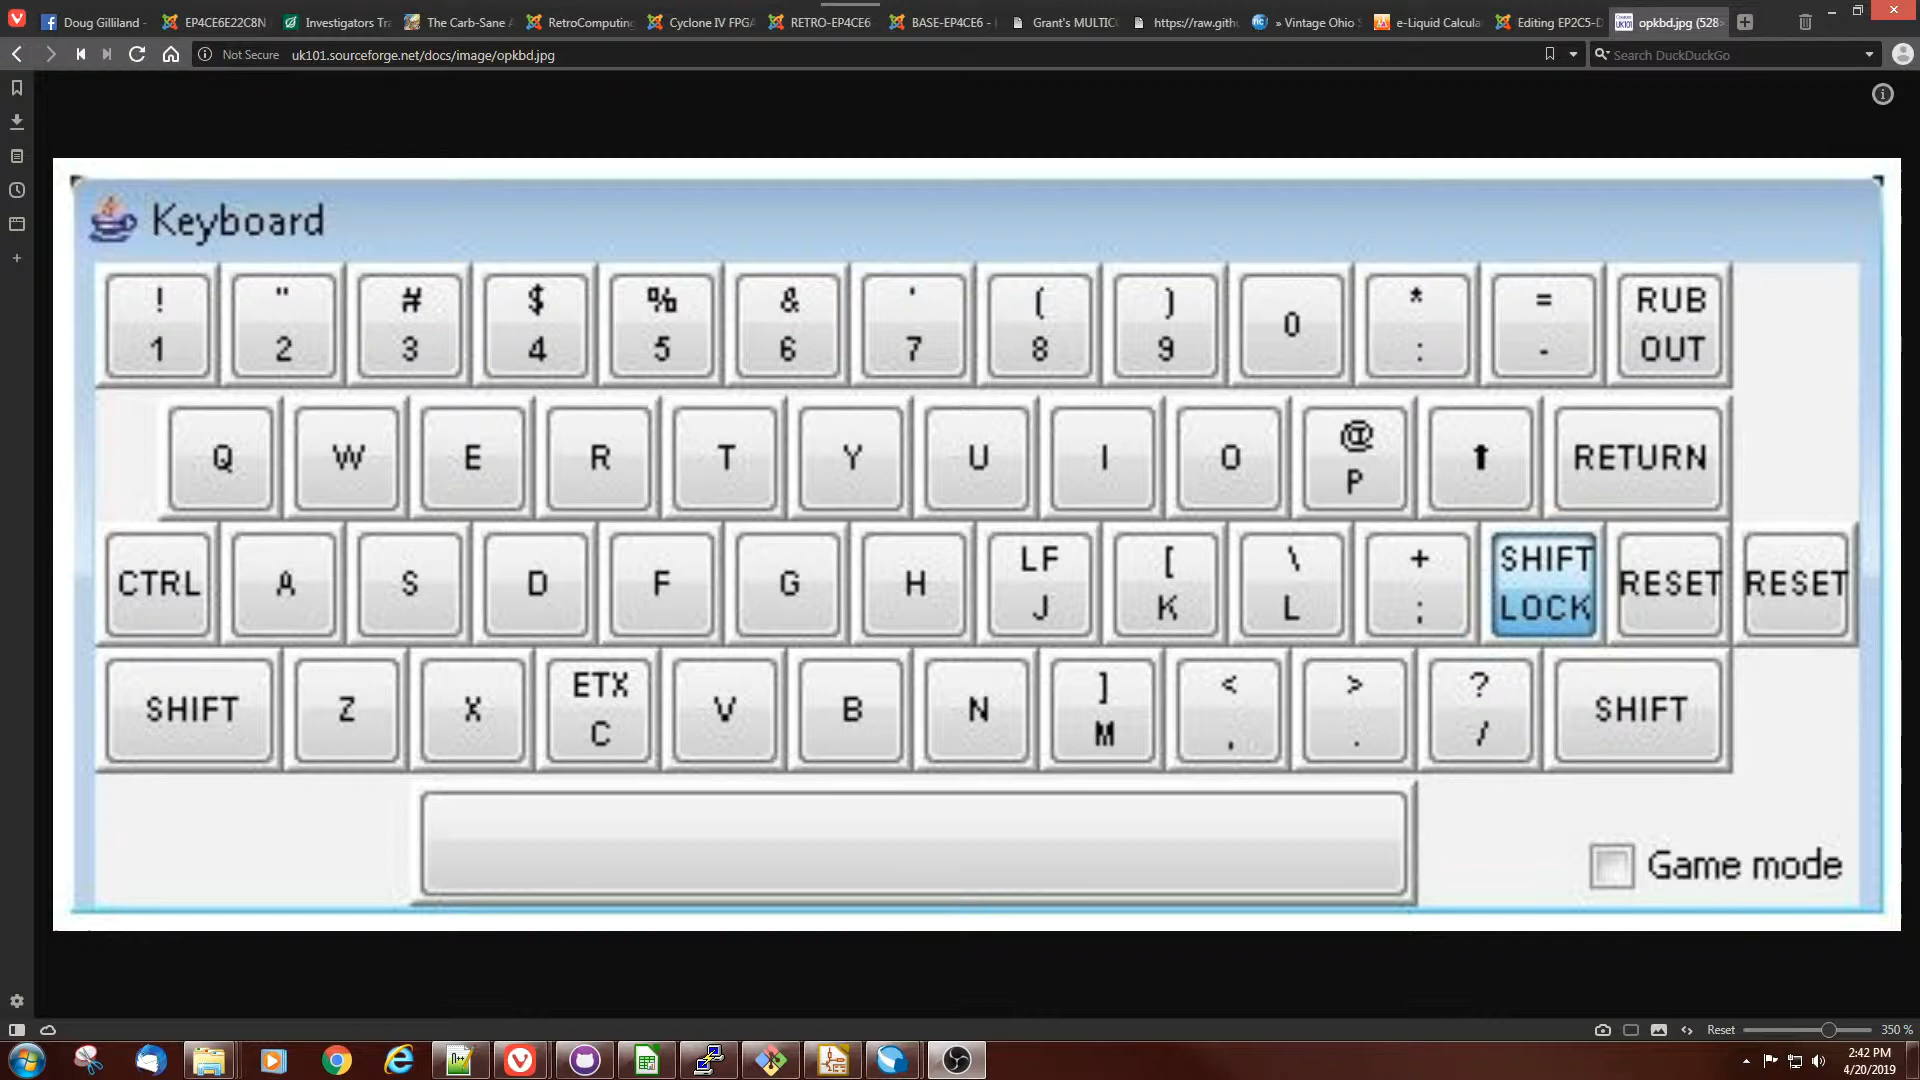 Doug Gilliland -
EP4CE6E22C8N
Investigators Tra
The Carb-Sane A
RetroComputing
Cyclone IV FPGA
RETRO-EP4CE6
BASE-EP4CE6 -
Grant's MULTIC
https://raw.githu
» Vintage Ohio S
e-Liquid Calcula
Editing EP2C5-D
opkbd.jpg (528×
Not Secure uk101.sourceforge.net/docs/image/opkbd.jpg
Search DuckDuckGo
Keyboard
! " # $ % & ' ( ) * = RUB
1 2 3 4 5 6 7 8 9 0 : - OUT
Q W E R T Y U I O @ P ⬆ RETURN
CTRL A S D F G H LF J [ K \ L + ; SHIFT LOCK RESET RESET
SHIFT Z X ETX C V B N ] M < , > . ? / SHIFT
Game mode
Reset 350 %
2:42 PM
4/20/2019